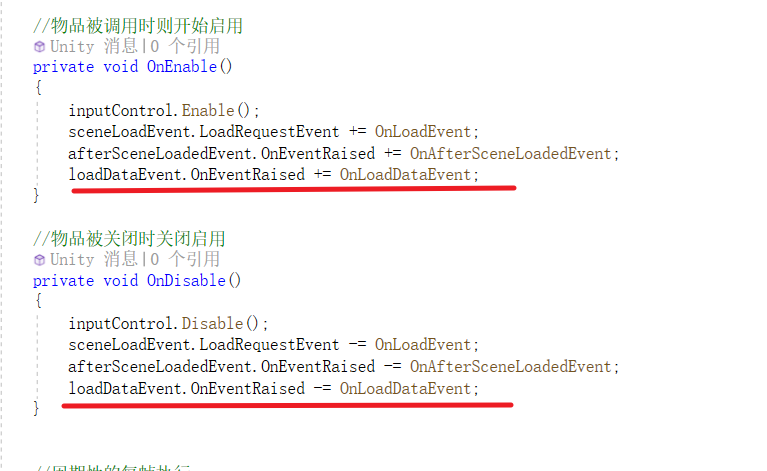 //物品被调用时则开始启用
Unity 消息|0 个引用
private void OnEnable()
{
inputControl.Enable();
sceneLoadEvent.LoadRequestEvent += OnLoadEvent;
afterSceneLoadedEvent.OnEventRaised += OnAfterSceneLoadedEvent;
loadDataEvent.OnEventRaised += OnLoadDataEvent;
}
//物品被关闭时关闭启用
Unity 消息|0 个引用
private void OnDisable()
{
inputControl.Disable();
sceneLoadEvent.LoadRequestEvent -= OnLoadEvent;
afterSceneLoadedEvent.OnEventRaised -= OnAfterSceneLoadedEvent;
loadDataEvent.OnEventRaised -= OnLoadDataEvent;
}